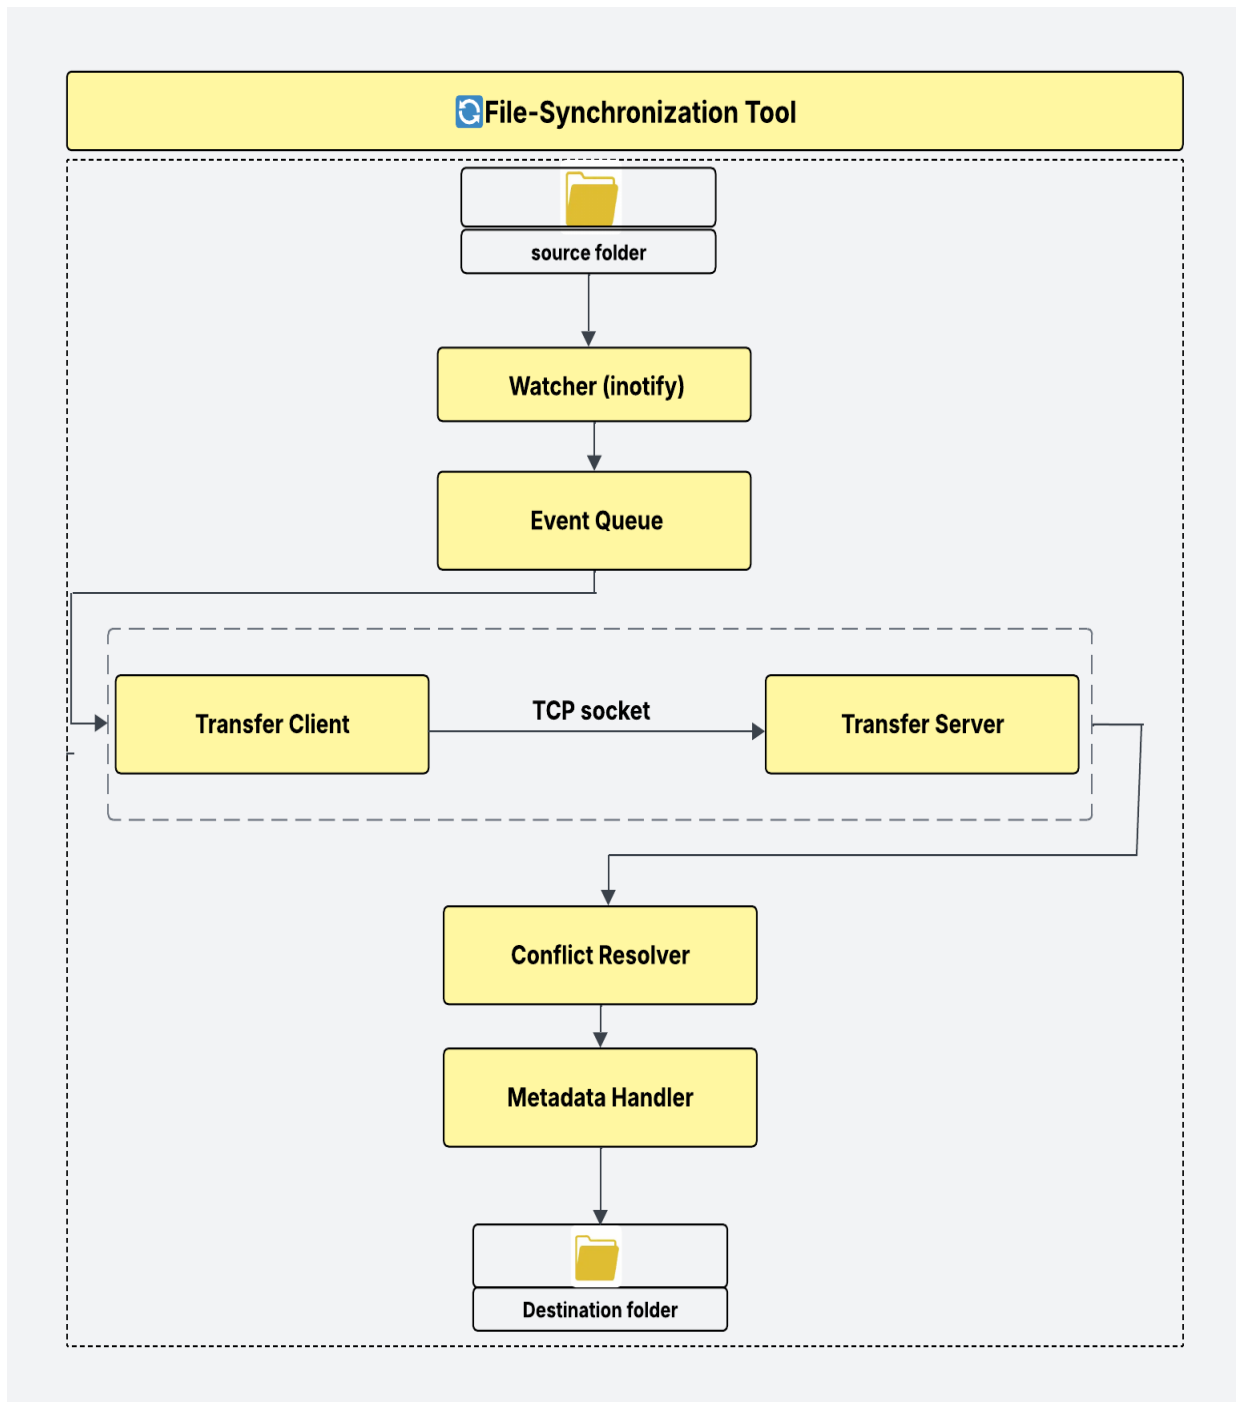 File-Synchronization Tool
source folder
Watcher (inotify)
Event Queue
Transfer Client
TCP socket
Transfer Server
Conflict Resolver
Metadada Handler
Destination folder